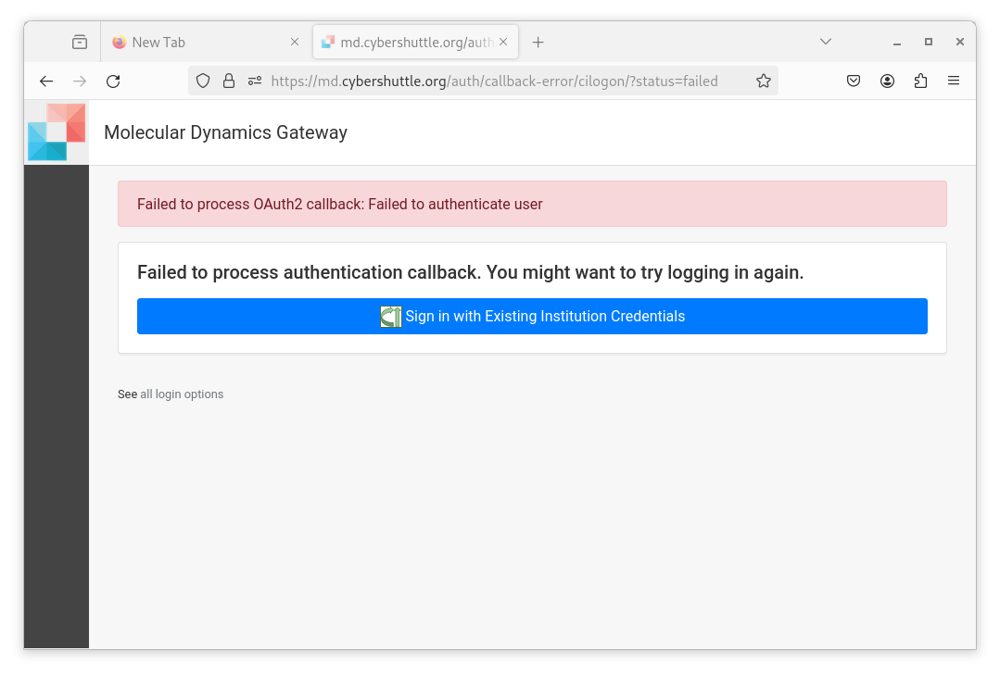 New Tab
md.cybershuttle.org/auth
https://md.cybershuttle.org/auth/callback-error/cilogon/?status=failed
Molecular Dynamics Gateway
Failed to process OAuth2 callback: Failed to authenticate user
Failed to process authentication callback. You might want to try logging in again.
Sign in with Existing Institution Credentials
See all login options